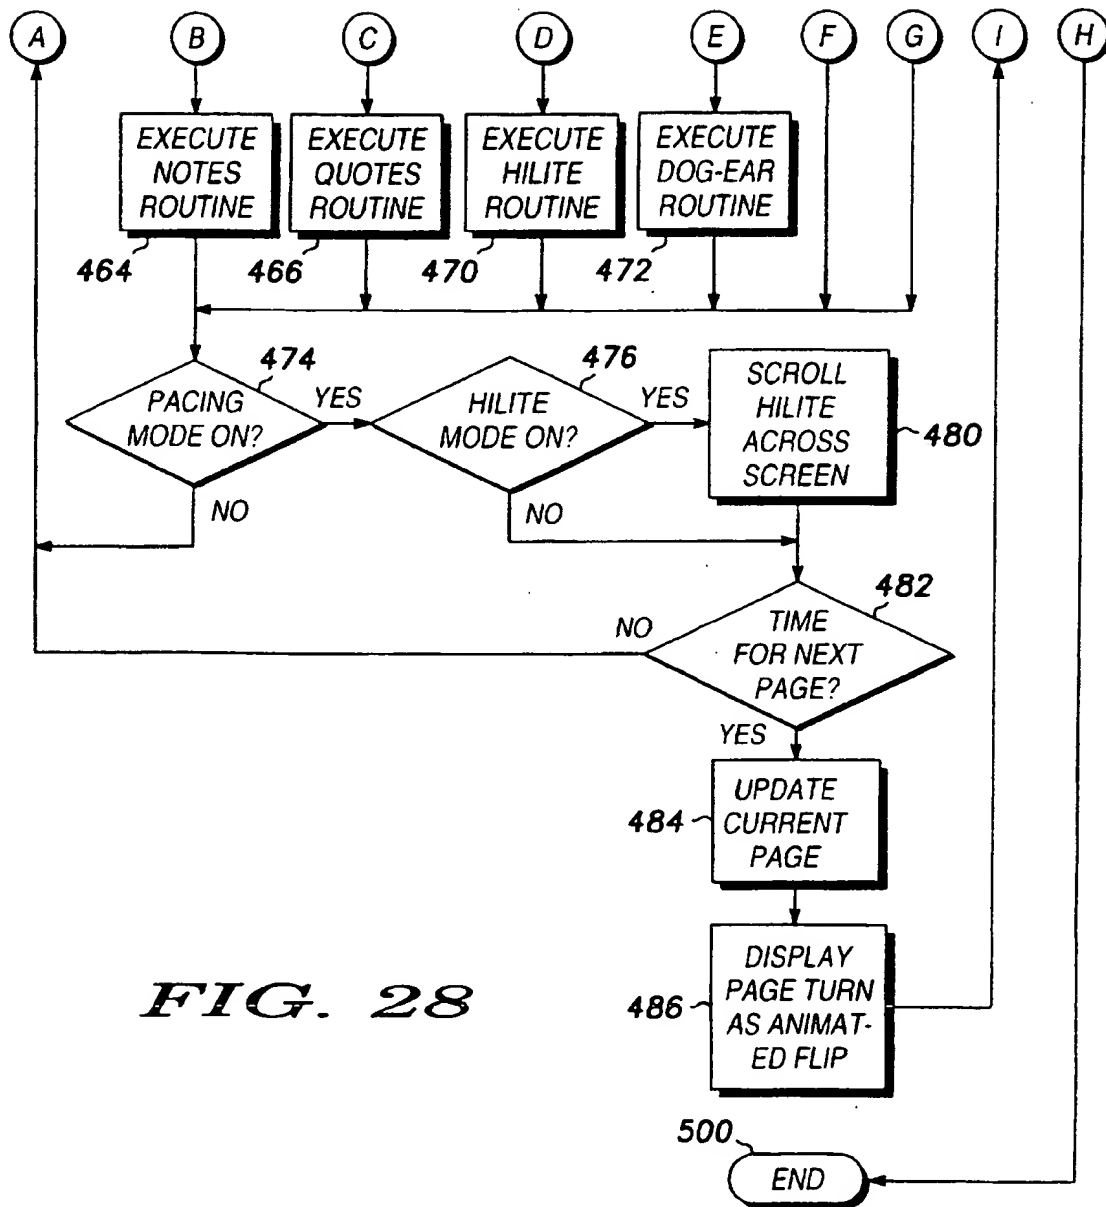 A B C D E F G I H
EXECUTE
NOTES
ROUTINE
464
EXECUTE
QUOTES
ROUTINE
466
EXECUTE
HILITE
ROUTINE
470
EXECUTE
DOG-EAR
ROUTINE
472
PACING
MODE ON?
474
YES
NO
HILITE
MODE ON?
476
YES
NO
SCROLL
HILITE
ACROSS
SCREEN
480
TIME
FOR NEXT
PAGE?
482
NO
YES
UPDATE
CURRENT
PAGE
484
DISPLAY
PAGE TURN
AS ANIMAT-
ED FLIP
486
FIG. 28
500
END